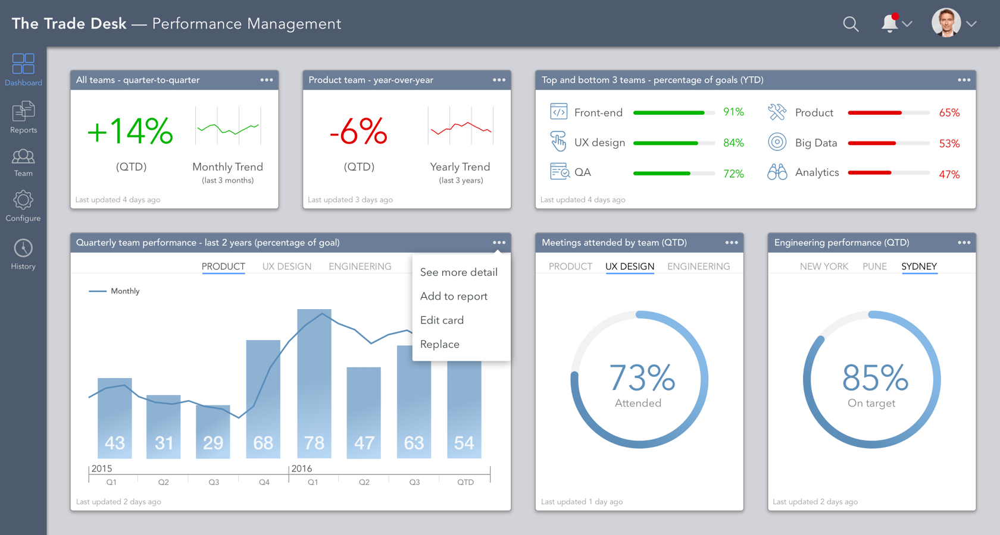 The Trade Desk — Performance Management
Dashboard
Reports
Team
Configure
History
All teams - quarter-to-quarter
+14%
(QTD)
Monthly Trend
(last 3 months)
Last updated 4 days ago
Product team - year-over-year
-6%
(QTD)
Yearly Trend
(last 3 years)
Last updated 3 days ago
Top and bottom 3 teams - percentage of goals (YTD)
Front-end 91%
UX design 84%
QA 72%
Product 65%
Big Data 53%
Analytics 47%
Last updated 4 days ago
Quarterly team performance - last 2 years (percentage of goal)
PRODUCT UX DESIGN ENGINEERING
See more detail
Add to report
Edit card
Replace
Monthly
43 31 29 68 78 47 63 54
2015 2016
Q1 Q2 Q3 Q4 Q1 Q2 Q3 QTD
Last updated 2 days ago
Meetings attended by team (QTD)
PRODUCT UX DESIGN ENGINEERING
73%
Attended
Last updated 1 day ago
Engineering performance (QTD)
NEW YORK PUNE SYDNEY
85%
On target
Last updated 2 days ago